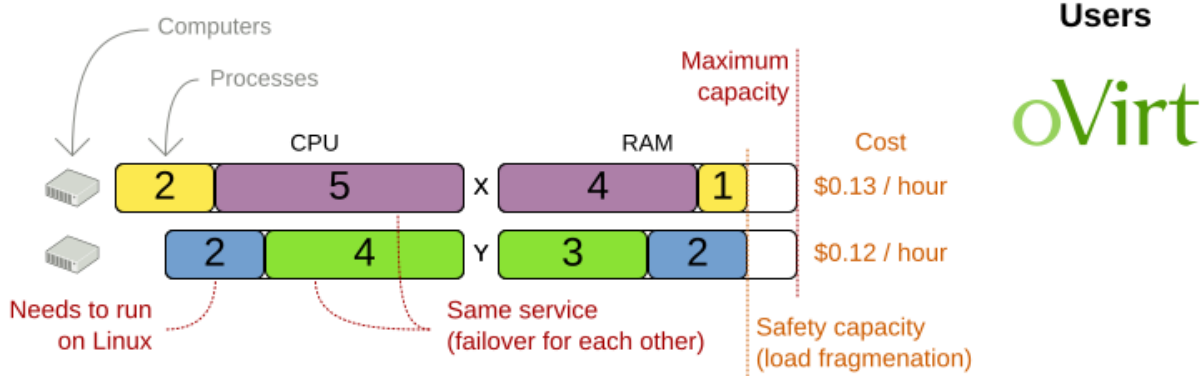 Users
Computers
Processes
Maximum
capacity
oVirt
CPU
RAM
Cost
2
5
X
4
1
$0.13 / hour
2
4
Y
3
2
$0.12 / hour
Needs to run
on Linux
Same service
(failover for each other)
Safety capacity
(load fragmenation)